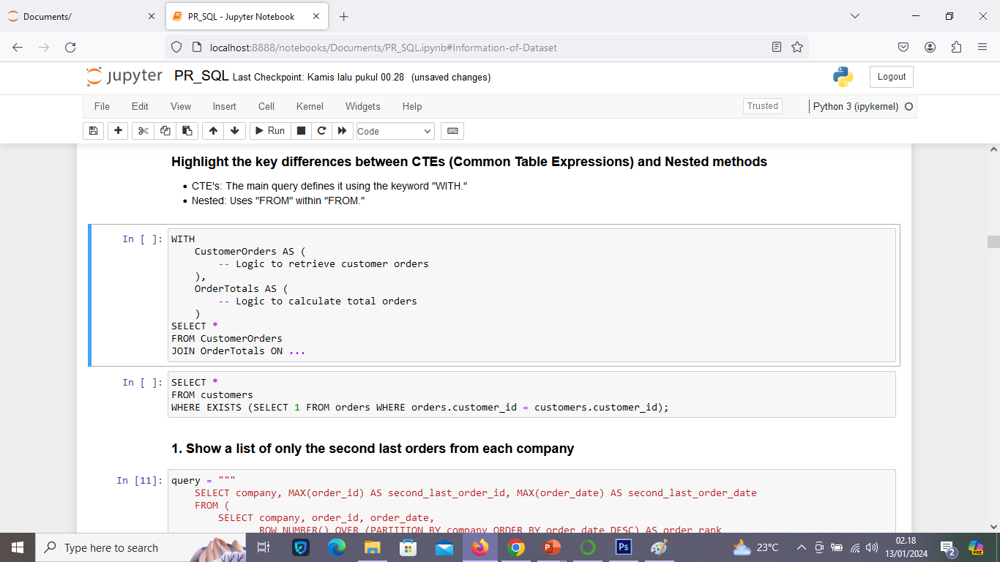 Documents/
PR_SQL - Jupyter Notebook
localhost:8888/notebooks/Documents/PR_SQL.ipynb#Information-of-Dataset
jupyter PR_SQL Last Checkpoint: Kamis lalu pukul 00.28 (unsaved changes)
Logout
File Edit View Insert Cell Kernel Widgets Help
Trusted
Python 3 (ipykernel)
Run
Code
Highlight the key differences between CTEs (Common Table Expressions) and Nested methods
• CTE's: The main query defines it using the keyword "WITH."
• Nested: Uses "FROM" within "FROM."
In [ ]:
WITH
    CustomerOrders AS (
        -- Logic to retrieve customer orders
    ),
    OrderTotals AS (
        -- Logic to calculate total orders
    )
SELECT *
FROM CustomerOrders
JOIN OrderTotals ON ...
In [ ]:
SELECT *
FROM customers
WHERE EXISTS (SELECT 1 FROM orders WHERE orders.customer_id = customers.customer_id);
1. Show a list of only the second last orders from each company
In [11]:
query = """
    SELECT company, MAX(order_id) AS second_last_order_id, MAX(order_date) AS second_last_order_date
    FROM (
        SELECT company, order_id, order_date,
               ROW_NUMBER() OVER (PARTITION BY company ORDER BY order_date DESC) AS order_rank
Type here to search
Ps
23°C
02.18
13/01/2024
2
PRE